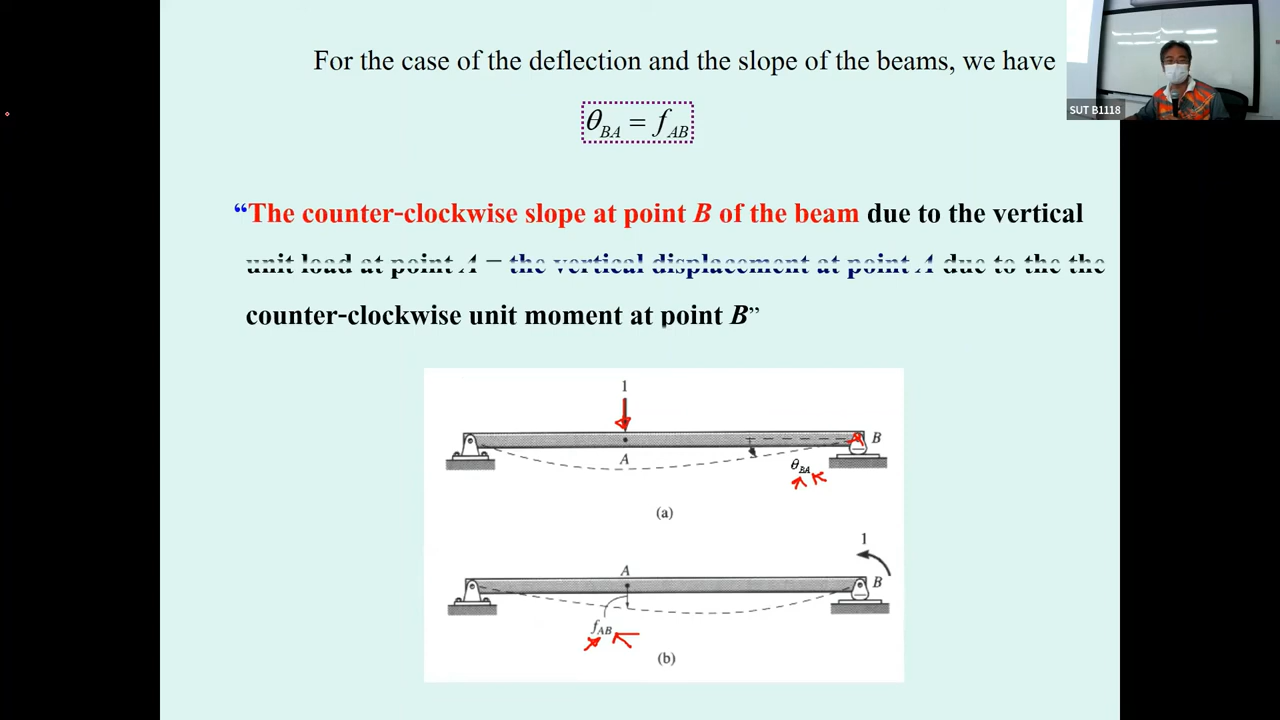 For the case of the deflection and the slope of the beams, we have
SUT B1118
θBA = fAB
“The counter-clockwise slope at point B of the beam due to the vertical
unit load at point A = the vertical displacement at point A due to the the
counter-clockwise unit moment at point B”
1
A
B
θBA
(a)
1
A
B
fAB
(b)